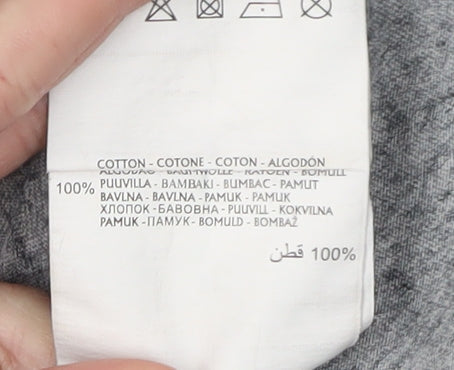 COTTON - COTONE - COTON - ALGODÓN
100%
PUUVILLA - BAMBAKI - BUMBAC - PAMUT
BAVLNA - BAVLNA - PAMUK - PAMUK
ХЛОПОК - БАВОВНА - PUUVILL - KOKVILNA
PAMUK - ПАМУК - BOMULD - BOMBAŽ
100% قطن